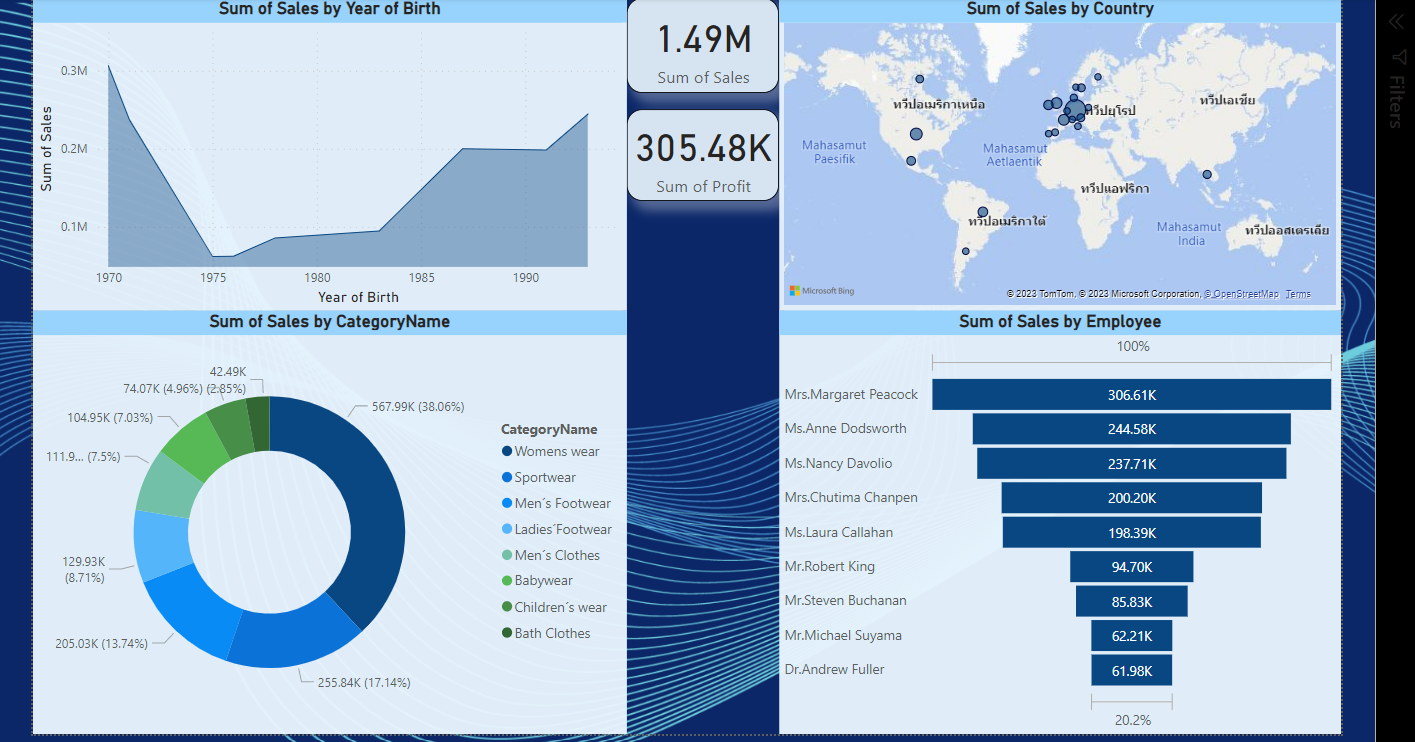 Sum of Sales by Year of Birth
0.3M
0.2M
0.1M
Sum of Sales
1970
1975
1980
1985
1990
Year of Birth
1.49M
Sum of Sales
305.48K
Sum of Profit
Sum of Sales by Country
ทวีปอเมริกาเหนือ
ทวีปยุโรป
ทวีปเอเชีย
Mahasamut
Paesifik
Mahasamut
Aetlaentik
ทวีปแอฟริกา
ทวีปอเมริกาใต้
Mahasamut
India
ทวีปออสเตรเลีย
Microsoft Bing
© 2023 TomTom, © 2023 Microsoft Corporation, © OpenStreetMap Terms
Filters
Sum of Sales by CategoryName
42.49K
(2.85%)
74.07K (4.96%)
104.95K (7.03%)
111.9... (7.5%)
129.93K
(8.71%)
205.03K (13.74%)
255.84K (17.14%)
567.99K (38.06%)
CategoryName
Womens wear
Sportwear
Men´s Footwear
Ladies´Footwear
Men´s Clothes
Babywear
Children´s wear
Bath Clothes
Sum of Sales by Employee
100%
Mrs.Margaret Peacock 306.61K
Ms.Anne Dodsworth 244.58K
Ms.Nancy Davolio 237.71K
Mrs.Chutima Chanpen 200.20K
Ms.Laura Callahan 198.39K
Mr.Robert King 94.70K
Mr.Steven Buchanan 85.83K
Mr.Michael Suyama 62.21K
Dr.Andrew Fuller 61.98K
20.2%